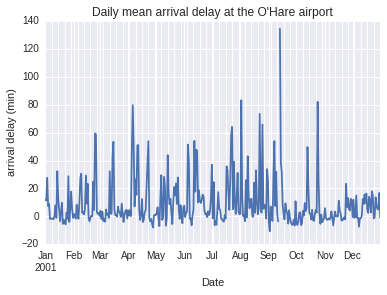 Daily mean arrival delay at the O'Hare airport
arrival delay (min)
140
120
100
80
60
40
20
0
−20
Jan Feb Mar Apr May Jun Jul Aug Sep Oct Nov Dec
2001
Date